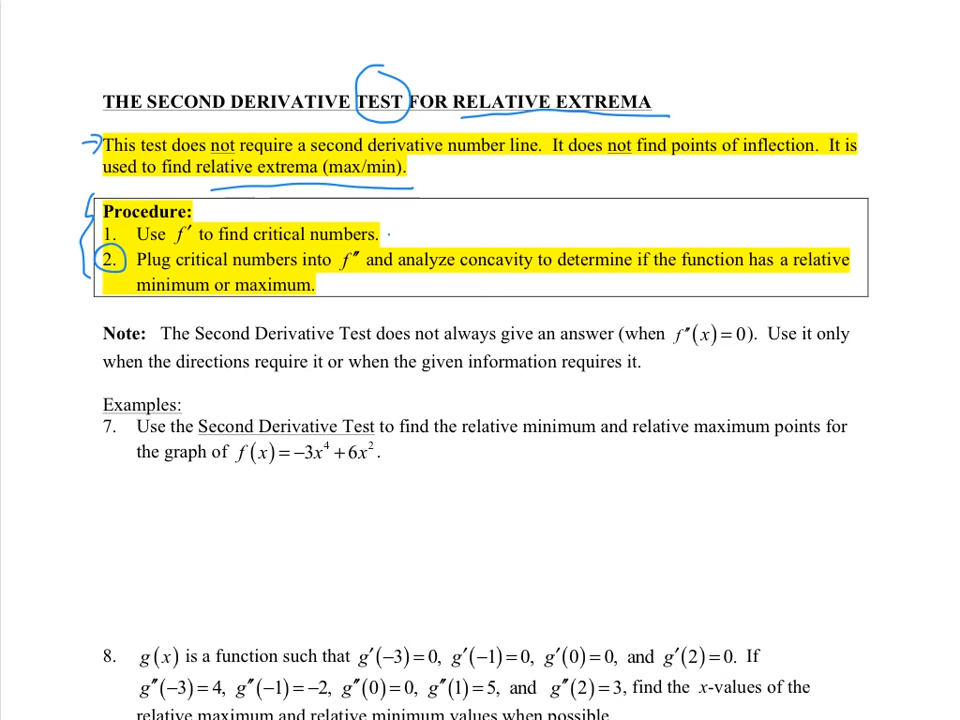 THE SECOND DERIVATIVE TEST FOR RELATIVE EXTREMA
This test does not require a second derivative number line. It does not find points of inflection. It is
used to find relative extrema (max/min).
Procedure:
1. Use f′ to find critical numbers.
2. Plug critical numbers into f″ and analyze concavity to determine if the function has a relative
minimum or maximum.
Note: The Second Derivative Test does not always give an answer (when f″(x)=0). Use it only
when the directions require it or when the given information requires it.
Examples:
7. Use the Second Derivative Test to find the relative minimum and relative maximum points for
the graph of f(x)=−3x⁴+6x².
8. g(x) is a function such that g′(−3)=0, g′(−1)=0, g′(0)=0, and g′(2)=0. If
g″(−3)=4, g″(−1)=−2, g″(0)=0, g″(1)=5, and g″(2)=3, find the x-values of the
relative maximum and relative minimum values when possible.